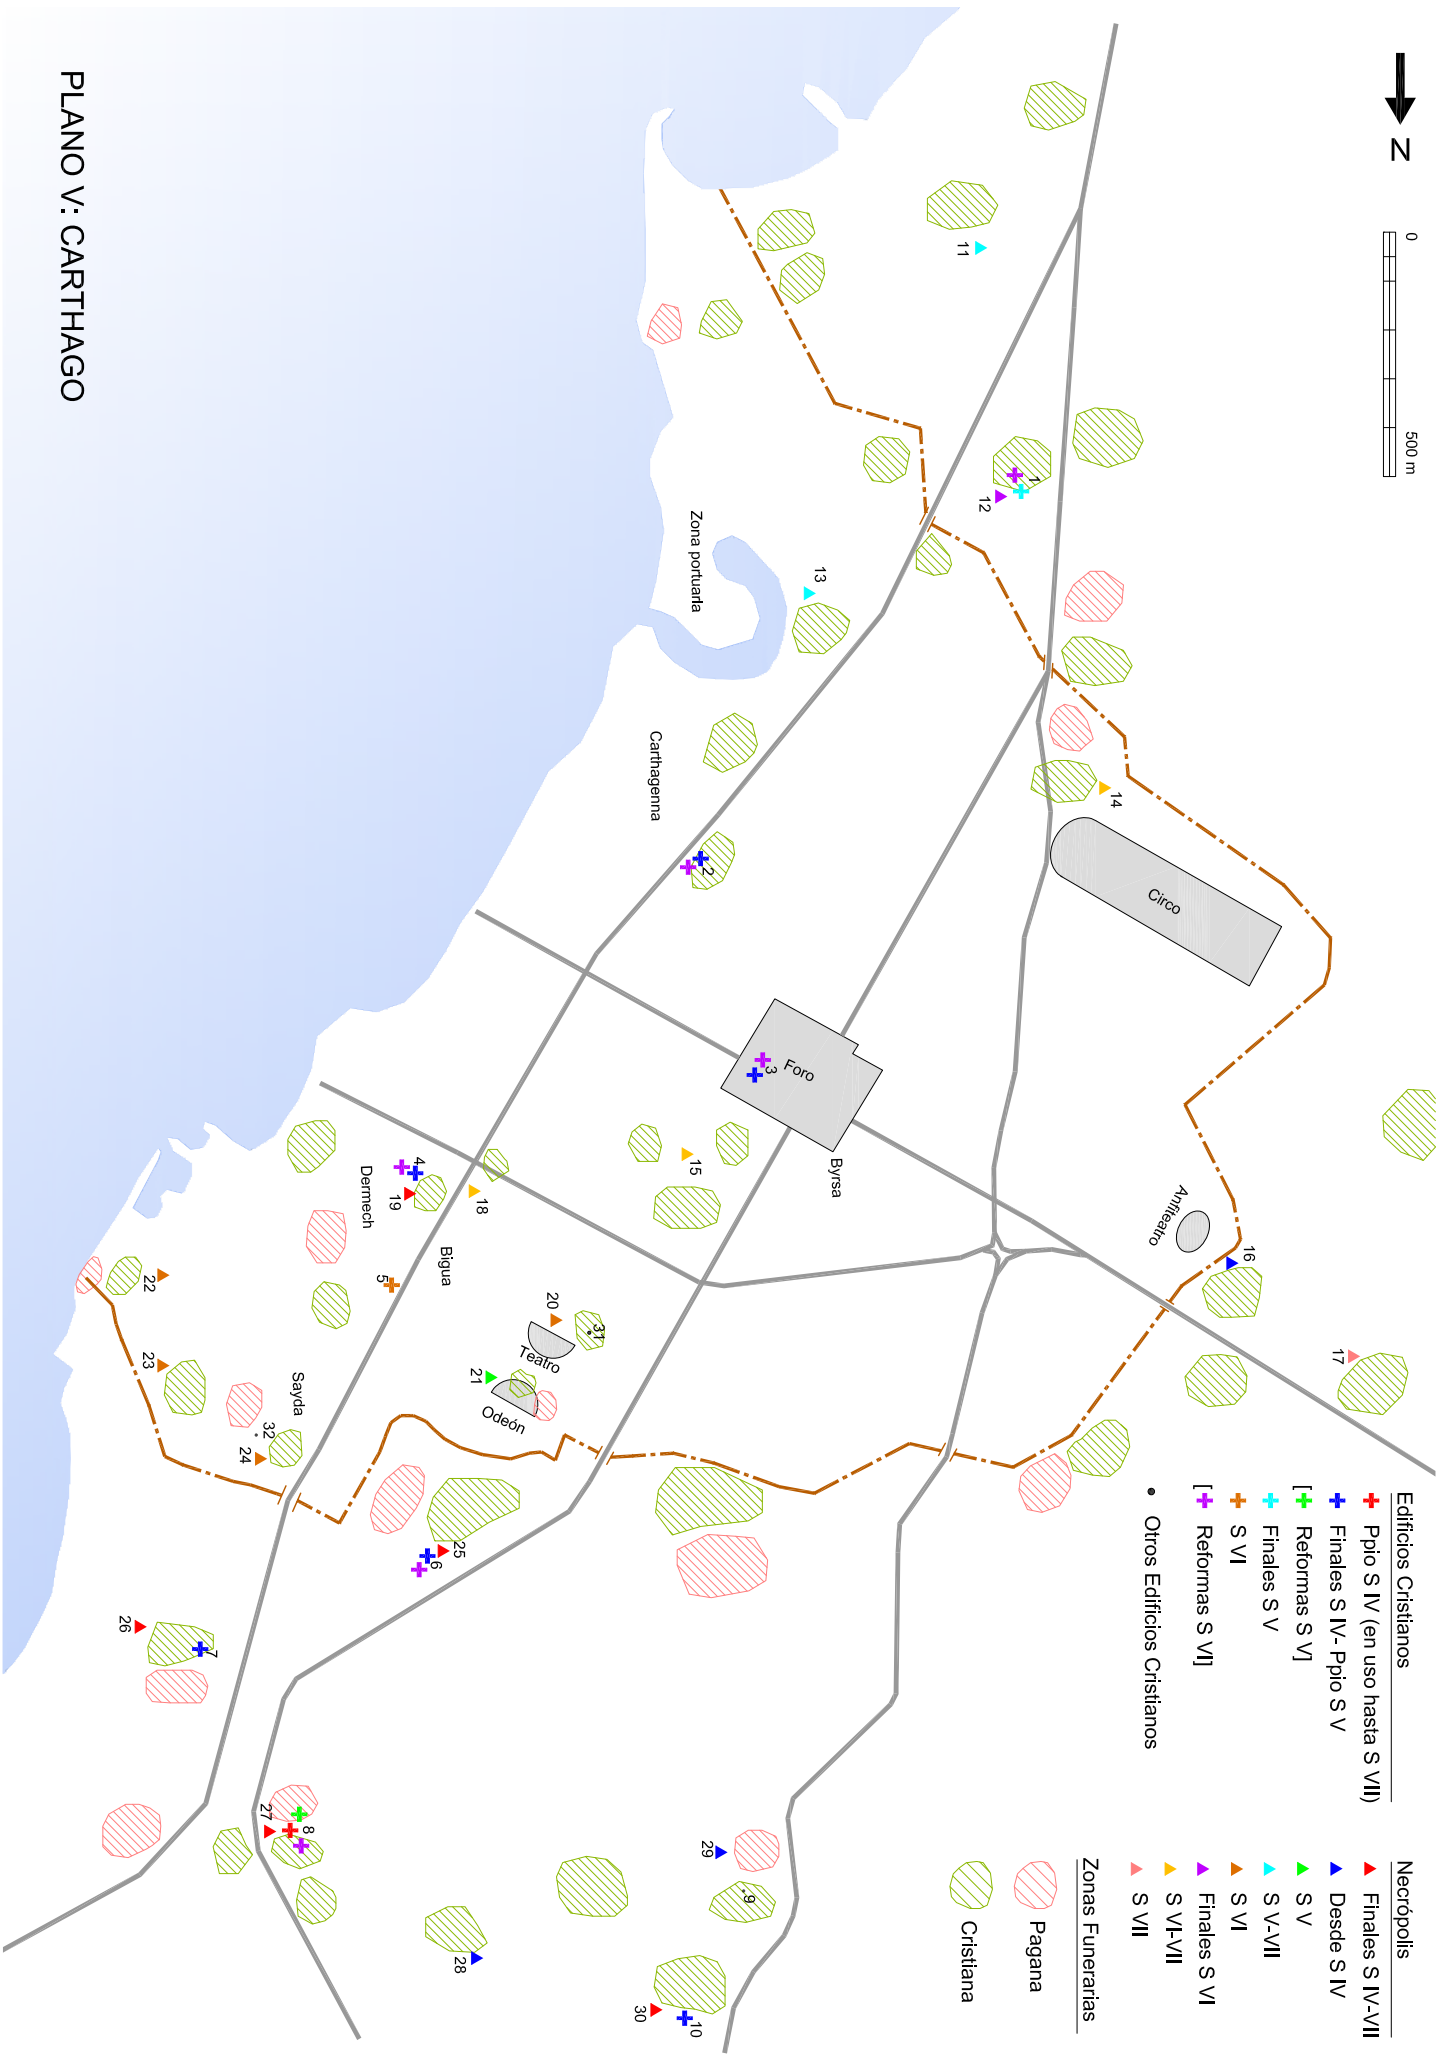 PLANO V: CARTHAGO
N
0
500 m
11
1
12
13
Zona portuaria
Carthagenna
14
Circo
2
3
Foro
Byrsa
15
Anfiteatro
16
17
4
19
18
Dermech
Bigua
5
20
31
Teatro
21
Odeón
22
23
Sayda
32
24
25
6
26
7
27
8
28
29
9
30
10
Edificios Cristianos
Ppio S IV (en uso hasta S VII)
Finales S IV- Ppio S V
[ Reformas S V]
Finales S V
S VI
[ Reformas S VI]
Otros Edificios Cristianos
Necrópolis
Finales S IV-VII
Desde S IV
S V
S V-VII
S VI
Finales S VI
S VI-VII
S VII
Zonas Funerarias
Pagana
Cristiana